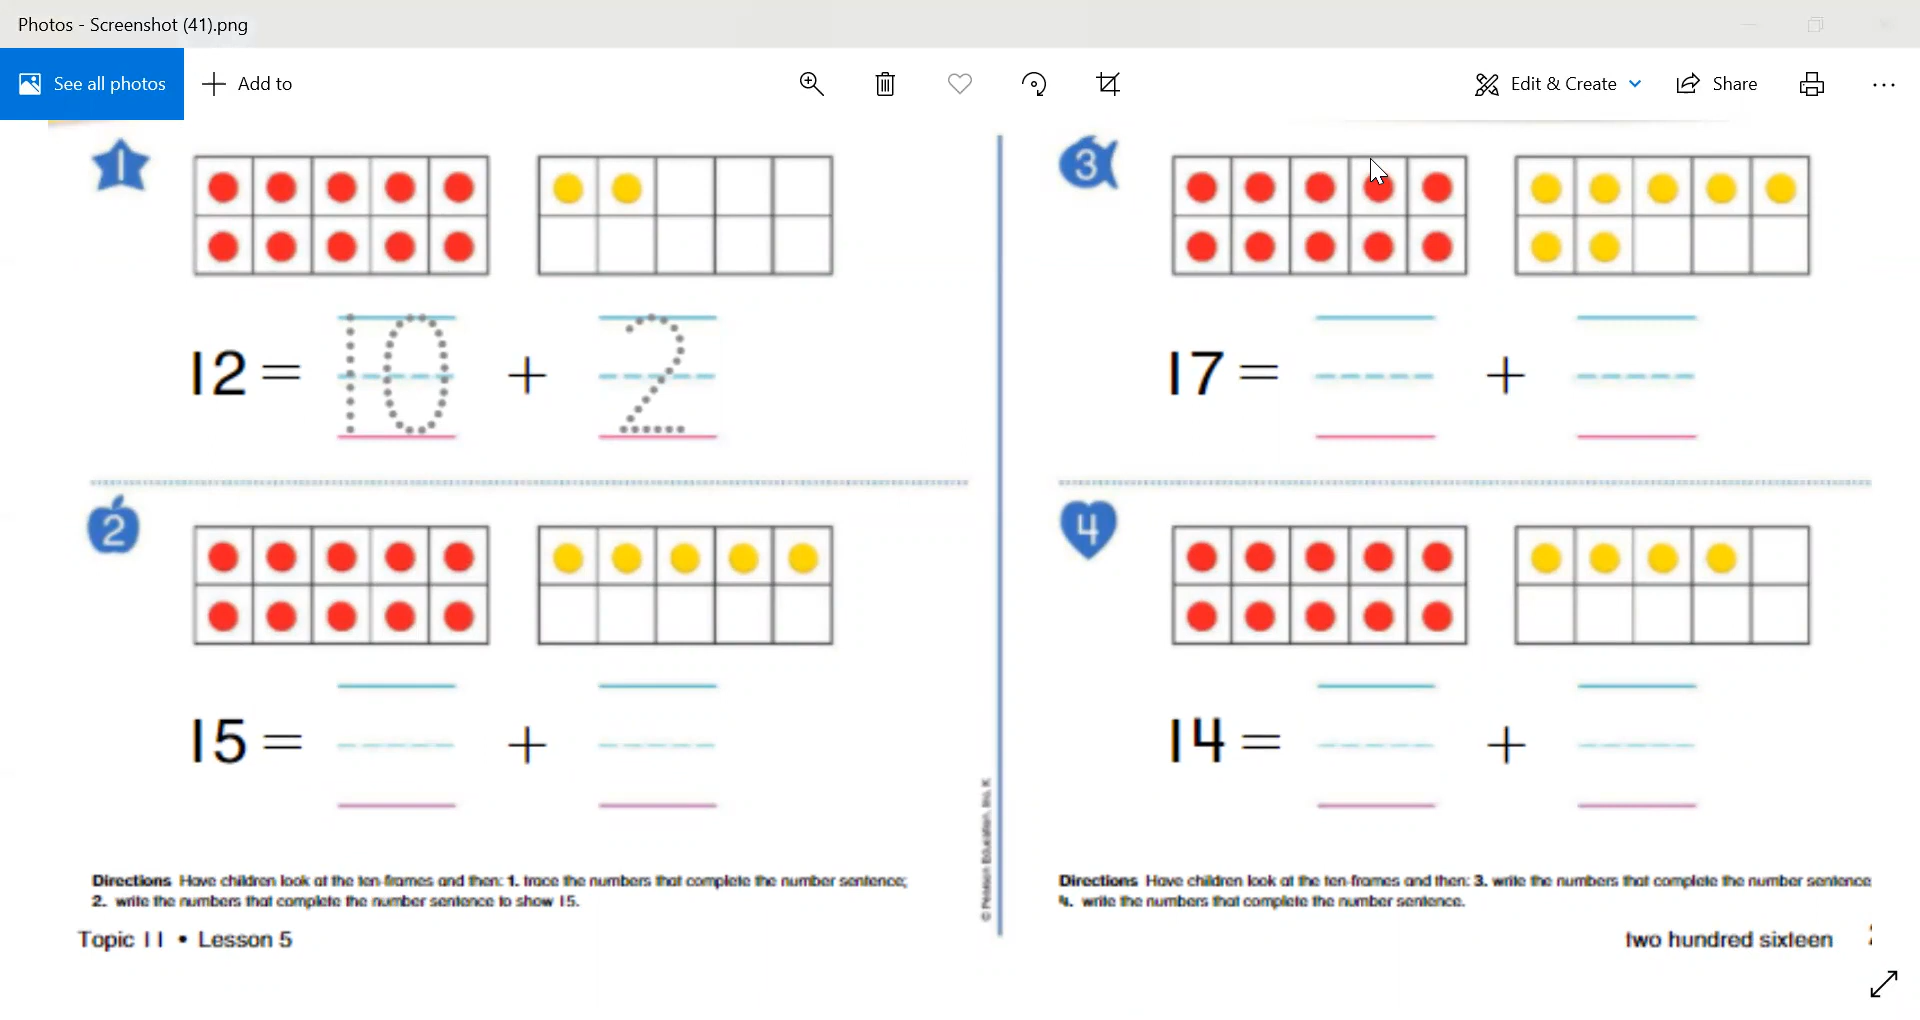 Photos - Screenshot (41).png
See all photos
Add to
Edit & Create
Share
1
12 = 10 + 2
2
15 = +
Directions Have children look at the ten-frames and then: 1. trace the numbers that complete the number sentence;
2. write the numbers that complete the number sentence to show 15.
Topic 11 • Lesson 5
© Pearson Education, Inc. K
3
17 = +
4
14 = +
Directions Have children look at the ten-frames and then: 3. write the numbers that complete the number sentence
4. write the numbers that complete the number sentence.
two hundred sixteen